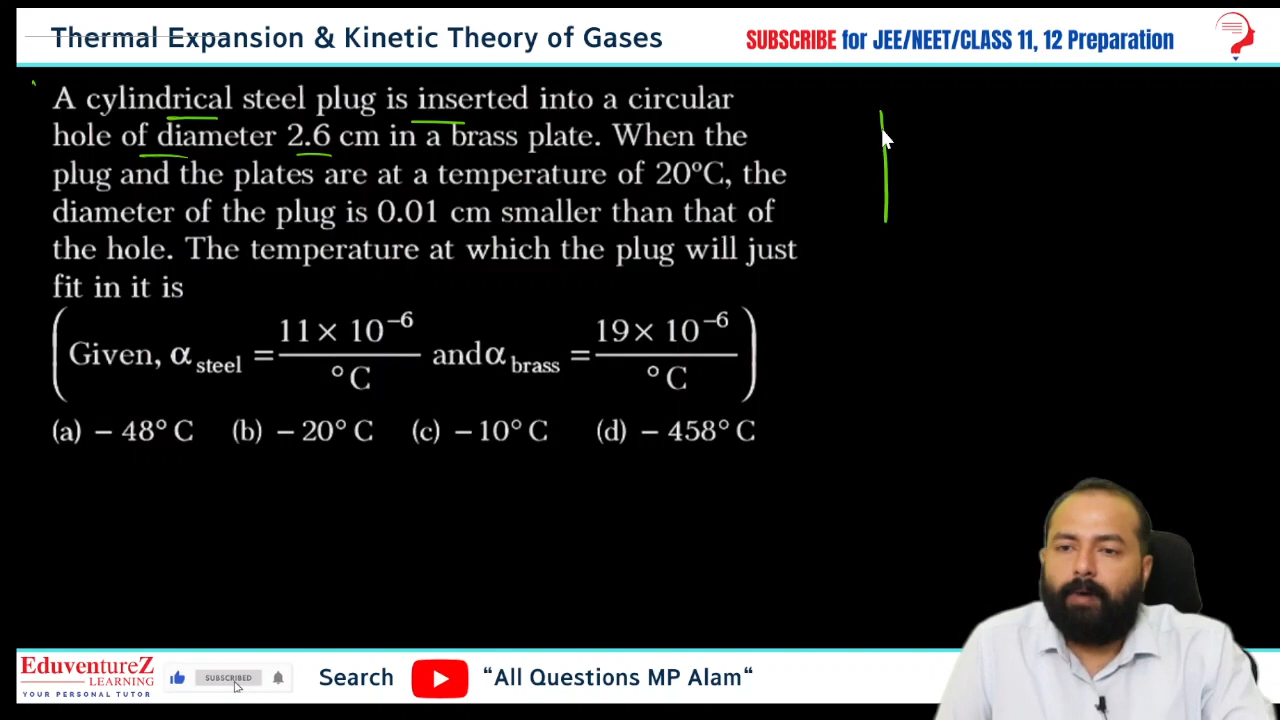 Thermal Expansion & Kinetic Theory of Gases
SUBSCRIBE for JEE/NEET/CLASS 11, 12 Preparation
A cylindrical steel plug is inserted into a circular
hole of diameter 2.6 cm in a brass plate. When the
plug and the plates are at a temperature of 20°C, the
diameter of the plug is 0.01 cm smaller than that of
the hole. The temperature at which the plug will just
fit in it is
(Given, α steel = 11× 10⁻⁶ / °C and α brass = 19× 10⁻⁶ / °C)
(a) – 48° C (b) – 20° C (c) – 10° C (d) – 458° C
EduventureZ
LEARNING
YOUR PERSONAL TUTOR
SUBSCRIBED
Search
“All Questions MP Alam“